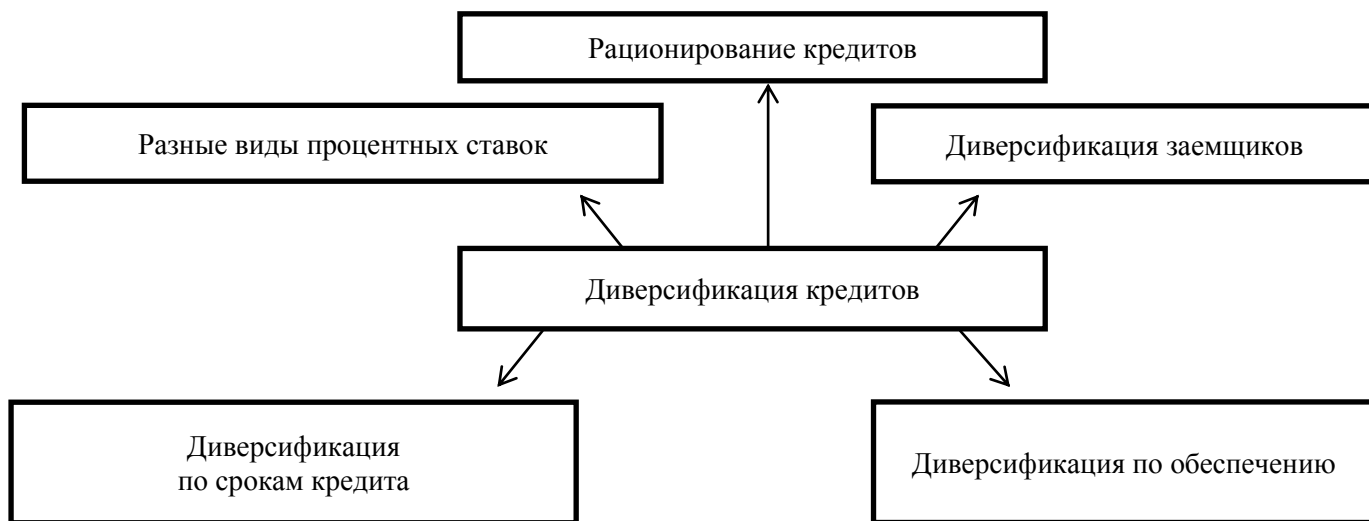 Рационирование кредитов
Разные виды процентных ставок
Диверсификация заемщиков
Диверсификация кредитов
Диверсификация
по срокам кредита
Диверсификация по обеспечению